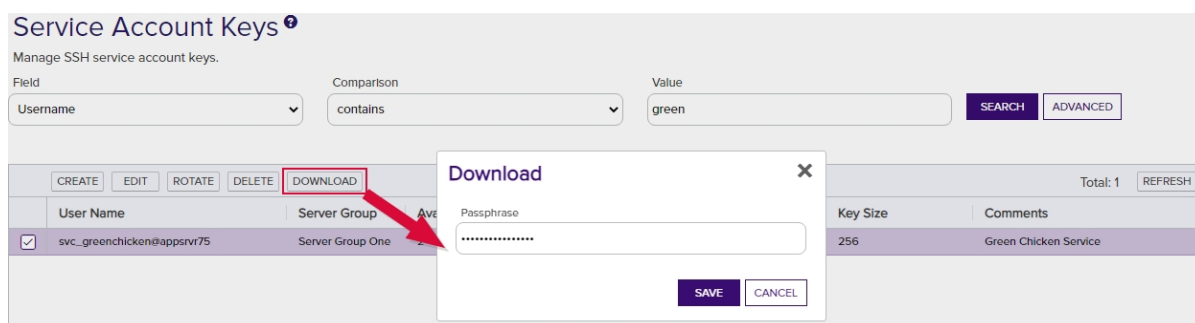 Service Account Keys ?
Manage SSH service account keys.
Field Comparison Value
Username contains green SEARCH ADVANCED
Download
CREATE EDIT ROTATE DELETE DOWNLOAD Total: 1 REFRESH
Passphrase
User Name Server Group Ava Key Size Comments
••••••••••••••••
svc_greenchicken@appsrvr75 Server Group One 256 Green Chicken Service
SAVE CANCEL